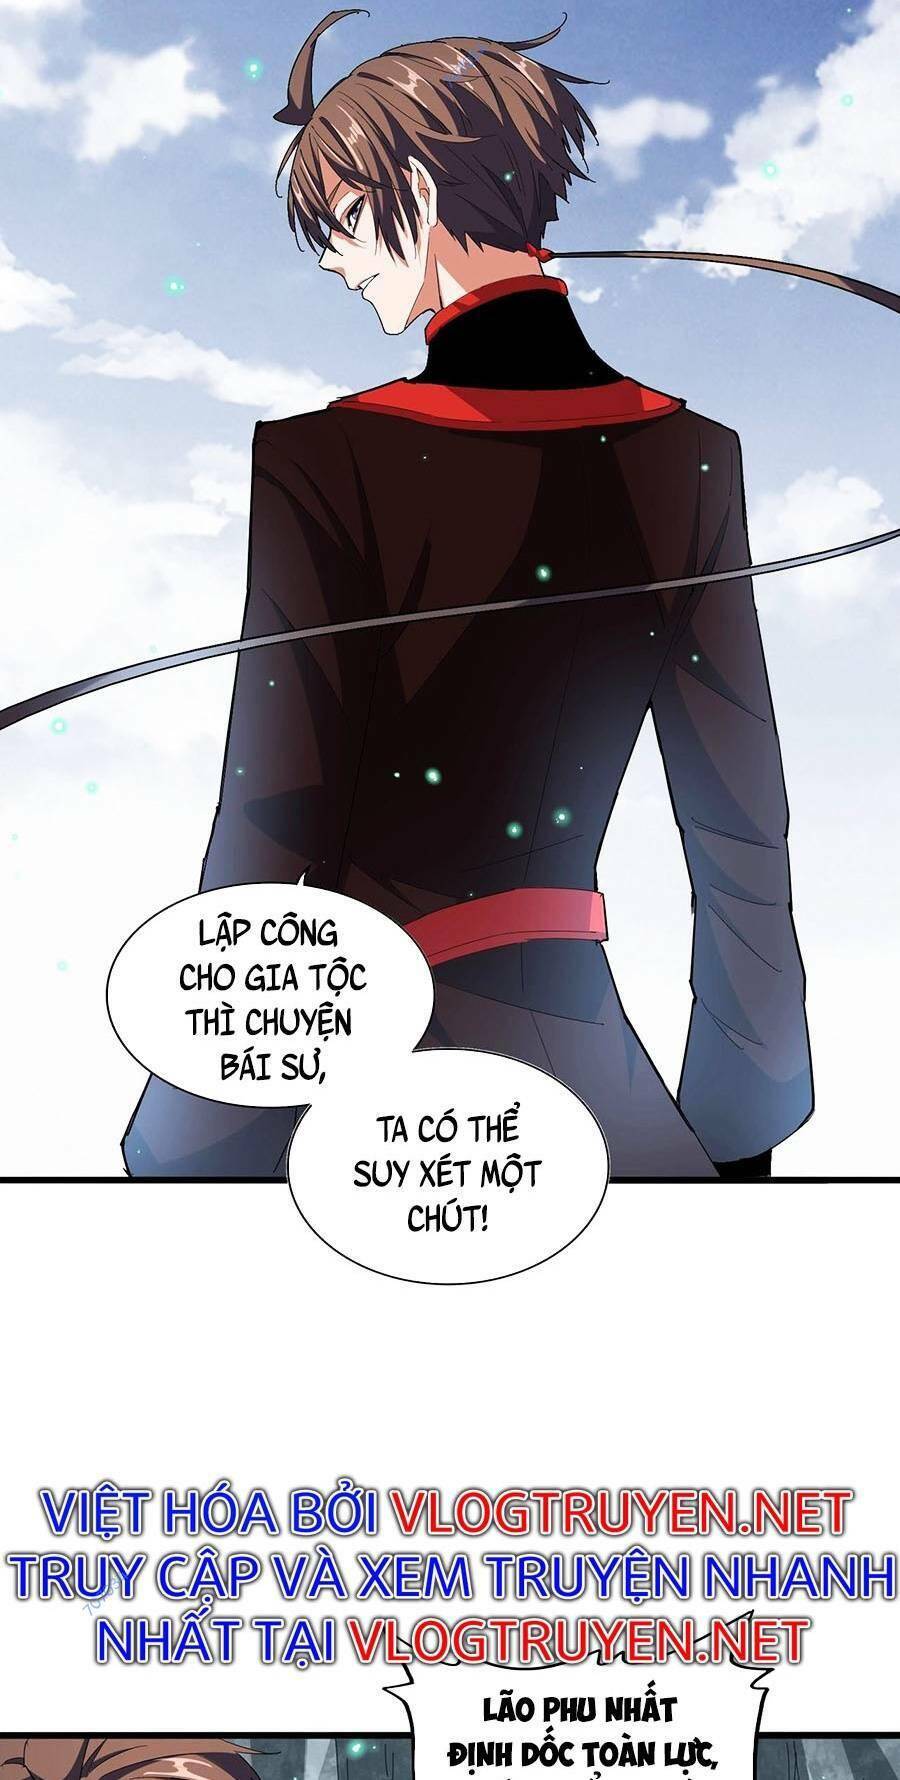 LẬP CÔNG
CHO GIA TỘC
THÌ CHUYỆN
BÁI SƯ,
TA CÓ THỂ
SUY XÉT MỘT
CHÚT!
VIỆT HÓA BỞI VLOGTRUYEN.NET
TRUY CẬP VÀ XEM TRUYỆN NHANH
NHẤT TẠI VLOGTRUYEN.NET
LÃO PHU NHẤT
ĐỊNH DỐC TOÀN LỰC,